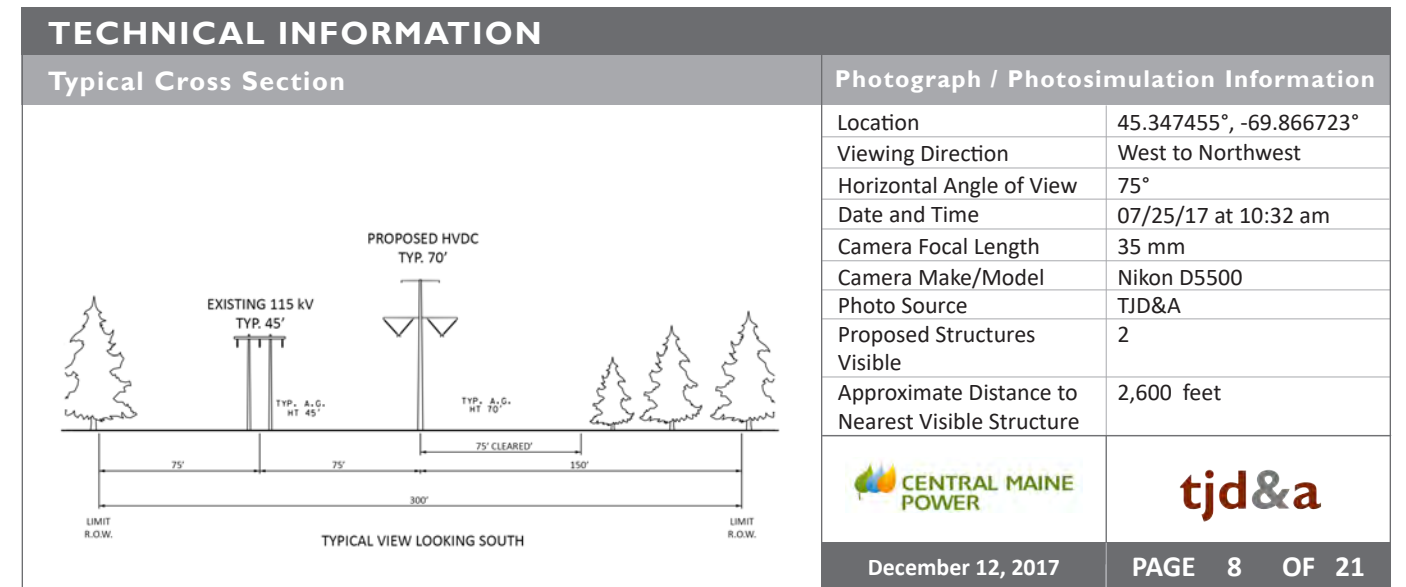 TECHNICAL INFORMATION
Typical Cross Section
PROPOSED HVDC
TYP. 70’
EXISTING 115 kV
TYP. 45’
TYP. A.G.
HT 45'
TYP. A.G.
HT 70'
75' CLEARED'
75'
75'
150'
300'
LIMIT
R.O.W.
LIMIT
R.O.W.
TYPICAL VIEW LOOKING SOUTH
Photograph / Photosimulation Information
Location 45.347455°, -69.866723°
Viewing Direction West to Northwest
Horizontal Angle of View 75°
Date and Time 07/25/17 at 10:32 am
Camera Focal Length 35 mm
Camera Make/Model Nikon D5500
Photo Source TJD&A
Proposed Structures 2
Visible
Approximate Distance to 2,600 feet
Nearest Visible Structure
CENTRAL MAINE
POWER
tjd&a
December 12, 2017 PAGE 8 OF 21